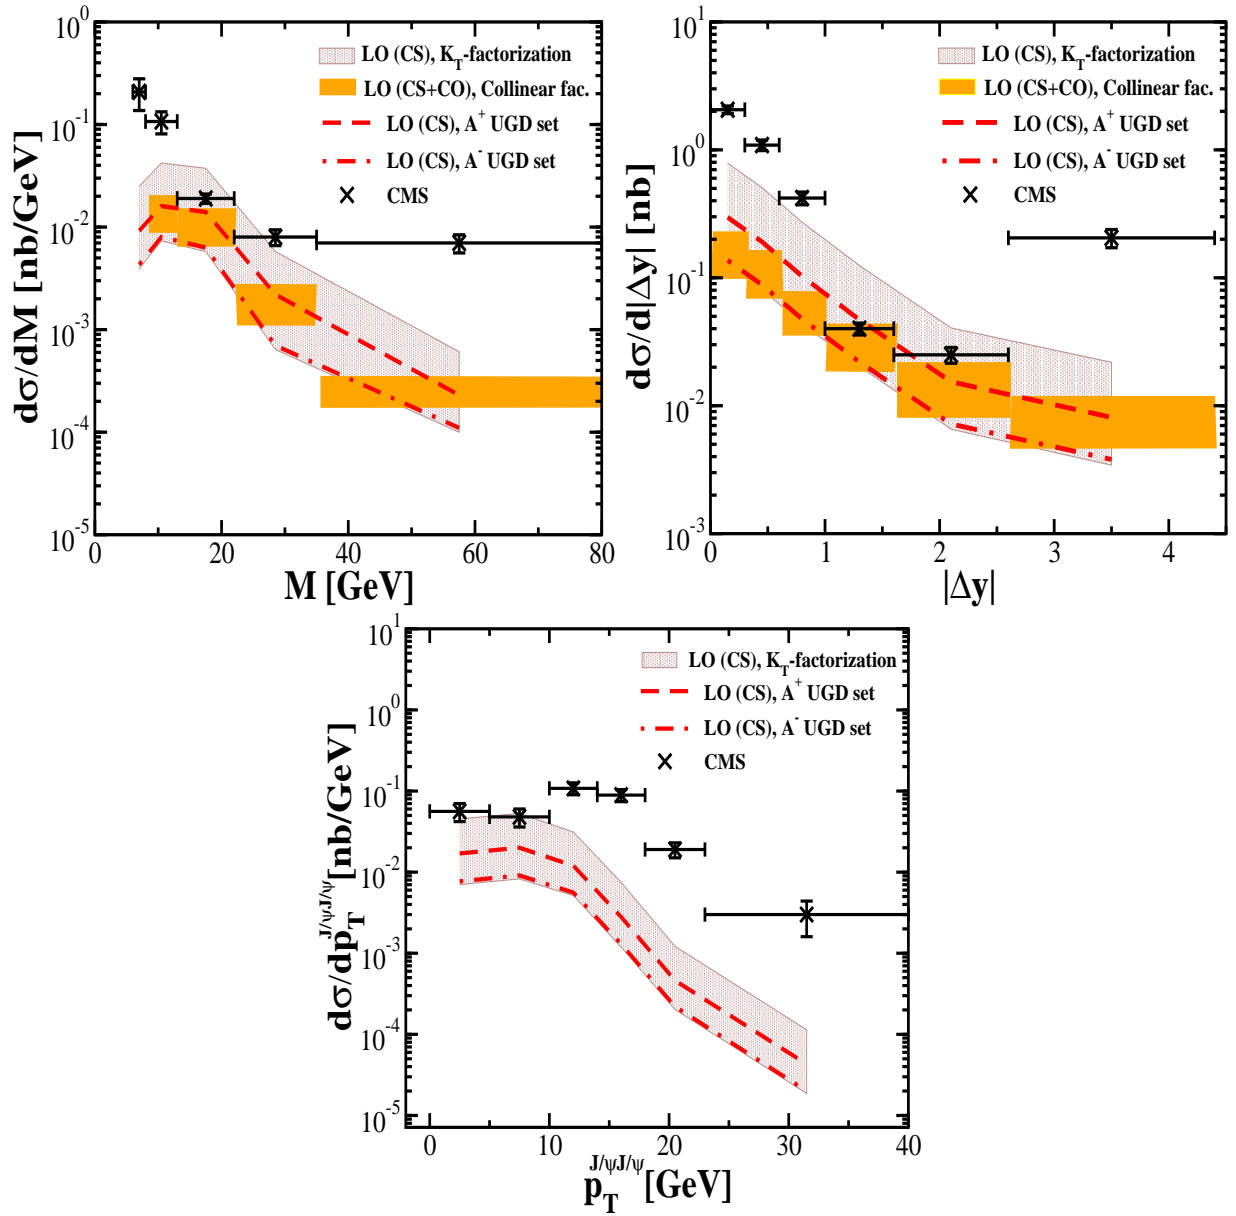 10^0
10^-1
10^-2
10^-3
10^-4
10^-5
dσ/dM [nb/GeV]
LO (CS), K_T-factorization
LO (CS+CO), Collinear fac.
LO (CS), A^+ UGD set
LO (CS), A^- UGD set
CMS
0 20 40 60 80
M [GeV]
10^1
10^0
10^-1
10^-2
10^-3
dσ/d|Δy| [nb]
LO (CS), K_T-factorization
LO (CS+CO), Collinear fac.
LO (CS), A^+ UGD set
LO (CS), A^- UGD set
CMS
0 1 2 3 4
|Δy|
10^1
10^0
10^-1
10^-2
10^-3
10^-4
10^-5
dσ/dp_T^J/ψJ/ψ [nb/GeV]
LO (CS), K_T-factorization
LO (CS), A^+ UGD set
LO (CS), A^- UGD set
CMS
0 10 20 30 40
p_T^J/ψJ/ψ [GeV]